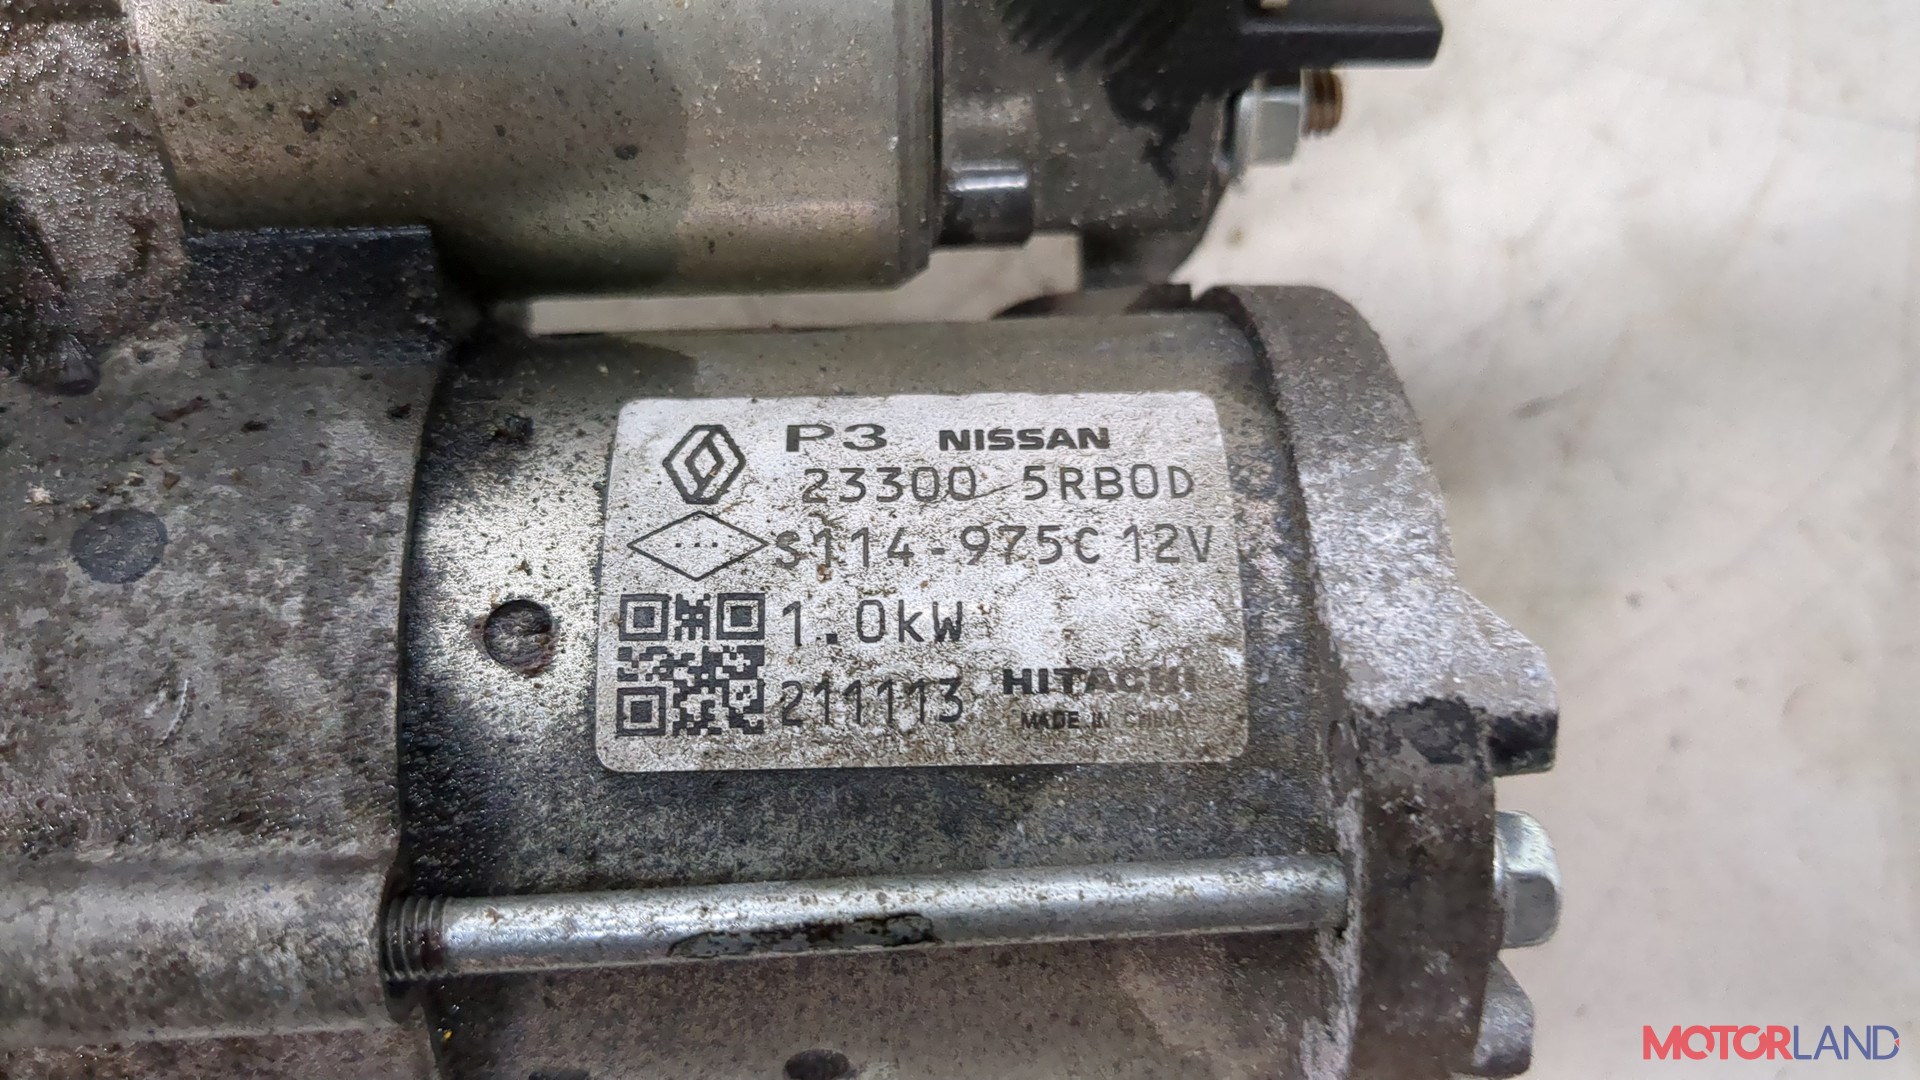 P3 NISSAN
23300 5RB0D
S114-975C 12V
1.0kW
211113 HITACHI
MADE IN CHINA
MOTORLAND